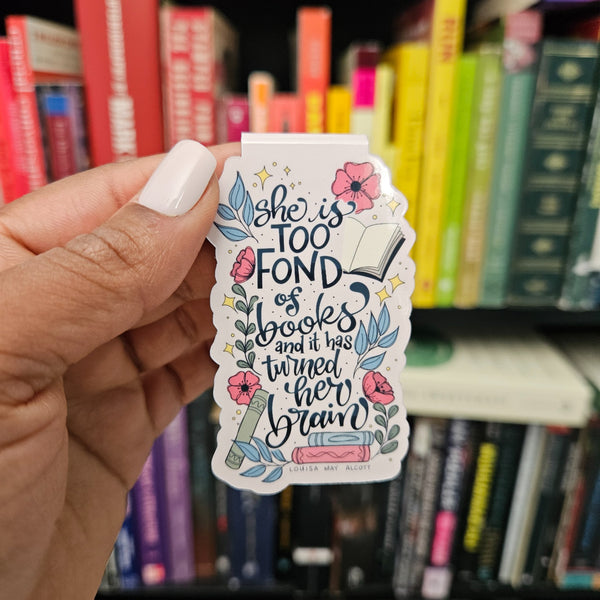 she is
TOO
FOND
of
books
and it has
turned
her
brain
LOUISA MAY ALCOTT